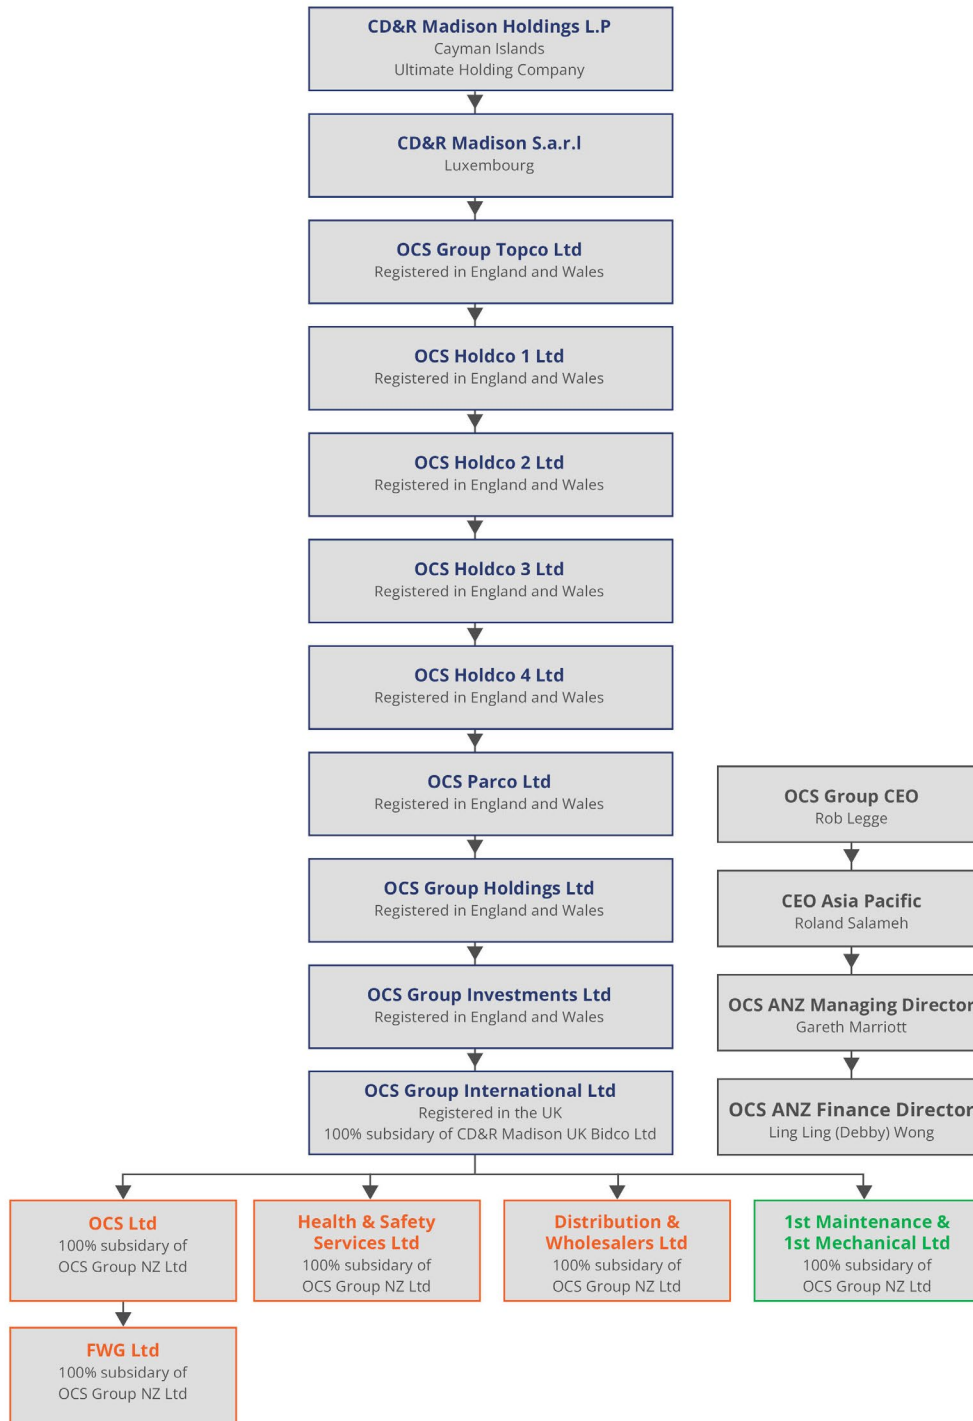 CD&R Madison Holdings L.P
Cayman Islands
Ultimate Holding Company
CD&R Madison S.a.r.l
Luxembourg
OCS Group Topco Ltd
Registered in England and Wales
OCS Holdco 1 Ltd
Registered in England and Wales
OCS Holdco 2 Ltd
Registered in England and Wales
OCS Holdco 3 Ltd
Registered in England and Wales
OCS Holdco 4 Ltd
Registered in England and Wales
OCS Parco Ltd
Registered in England and Wales
OCS Group Holdings Ltd
Registered in England and Wales
OCS Group Investments Ltd
Registered in England and Wales
OCS Group International Ltd
Registered in the UK
100% subsidary of CD&R Madison UK Bidco Ltd
OCS Group CEO
Rob Legge
CEO Asia Pacific
Roland Salameh
OCS ANZ Managing Director
Gareth Marriott
OCS ANZ Finance Director
Ling Ling (Debby) Wong
OCS Ltd
100% subsidary of
OCS Group NZ Ltd
Health & Safety
Services Ltd
100% subsidary of
OCS Group NZ Ltd
Distribution &
Wholesalers Ltd
100% subsidary of
OCS Group NZ Ltd
1st Maintenance &
1st Mechanical Ltd
100% subsidary of
OCS Group NZ Ltd
FWG Ltd
100% subsidary of
OCS Group NZ Ltd